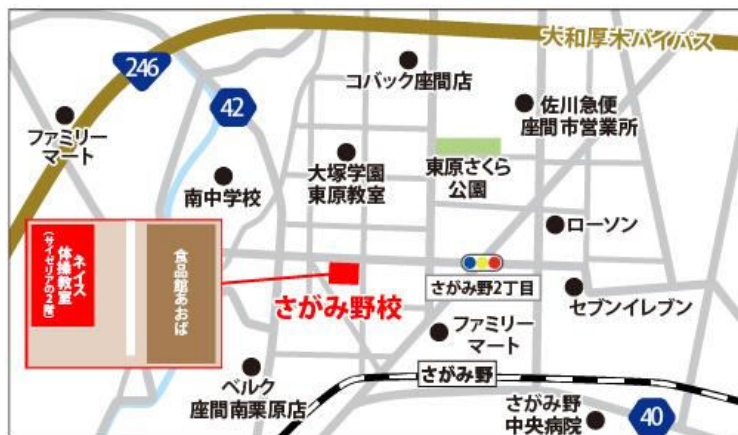 大和厚木バイパス
246
コバック座間店
42
佐川急便
座間市営業所
ファミリー
マート
大塚学園
東原教室
東原さくら
公園
南中学校
ローソン
ネイス
体操教室
(サイゼリアの2階)
食品館あおば
さがみ野校
さがみ野2丁目
セブンイレブン
ファミリー
マート
ベルク
座間南栗原店
さがみ野
さがみ野
中央病院
40